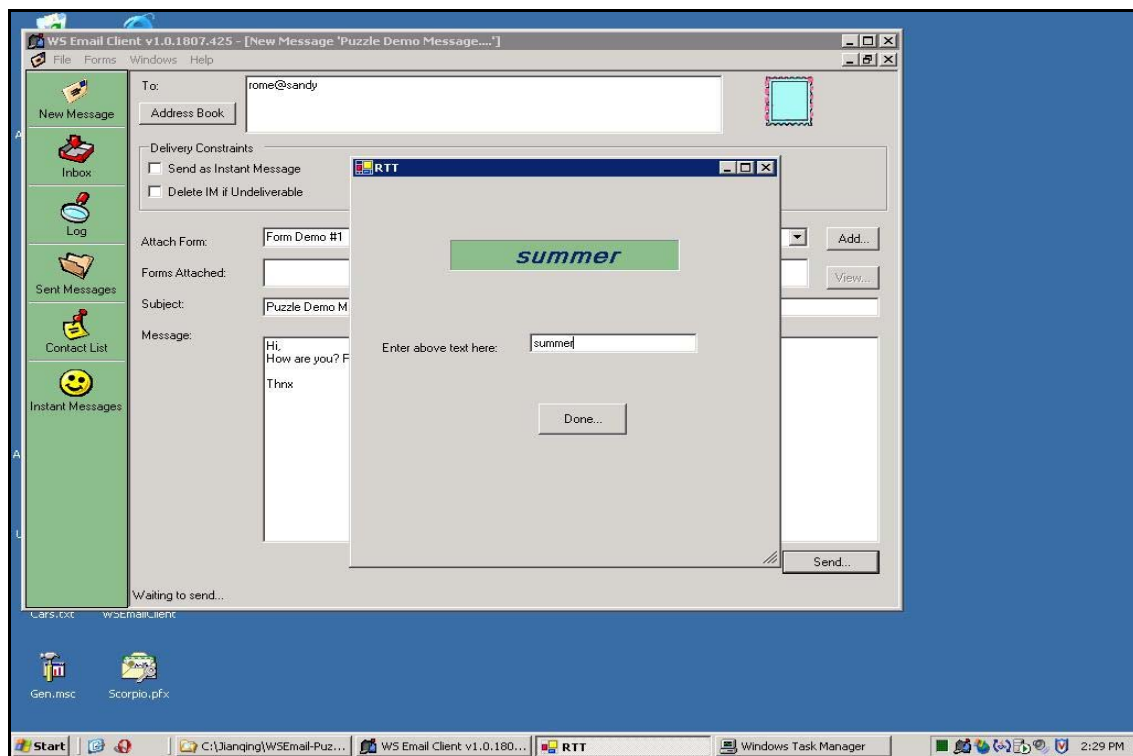 WS Email Client v1.0.1807.425 - [New Message 'Puzzle Demo Message....']
File Forms Windows Help
New Message
Inbox
Log
Sent Messages
Contact List
Instant Messages
To:
rome@sandy
Address Book
Delivery Constraints
Send as Instant Message
Delete IM if Undeliverable
Attach Form:
Form Demo #1
Add...
Forms Attached:
View...
Subject:
Puzzle Demo M
Message:
Hi,
How are you? F
Thnx
Send...
Waiting to send...
RTT
summer
Enter above text here:
summer
Done...
Cars.txt
WSEmailClient
Gen.msc
Scorpio.pfx
Start
C:\Jianqing\WSEmail-Puz...
WS Email Client v1.0.180...
RTT
Windows Task Manager
2:29 PM